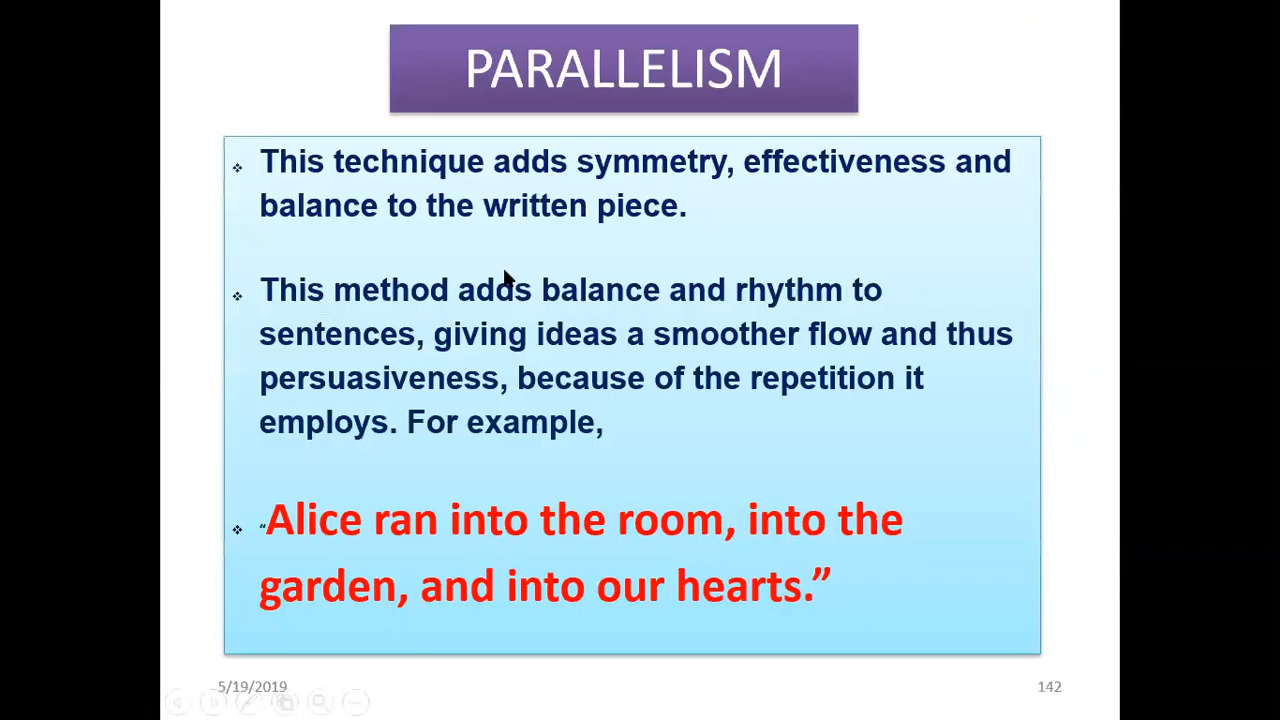 PARALLELISM
❖ This technique adds symmetry, effectiveness and
balance to the written piece.
❖ This method adds balance and rhythm to
sentences, giving ideas a smoother flow and thus
persuasiveness, because of the repetition it
employs. For example,
❖ “Alice ran into the room, into the
garden, and into our hearts.”
5/19/2019
142